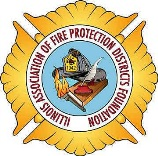 ILLINOIS ASSOCIATION OF FIRE PROTECTION DISTRICTS FOUNDATION